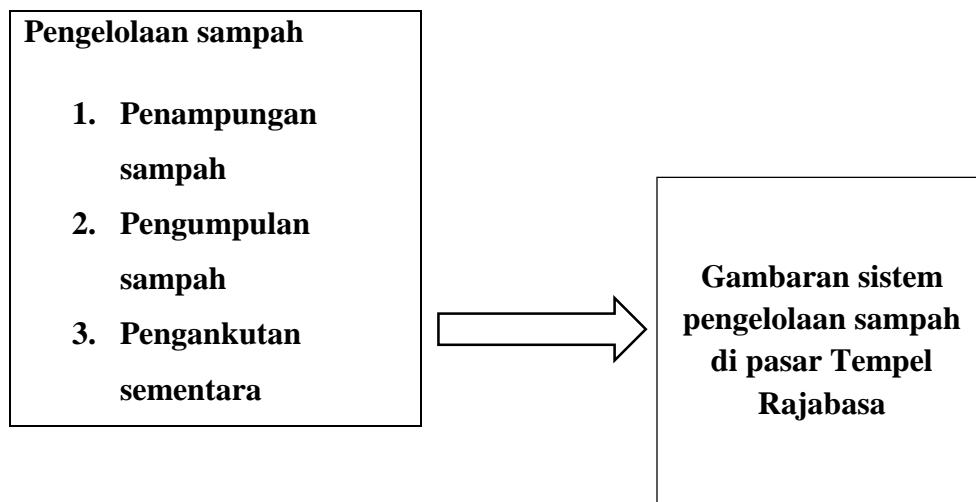 Pengelolaan sampah
1. Penampungan
sampah
2. Pengumpulan
sampah
3. Pengankutan
sementara
Gambaran sistem
pengelolaan sampah
di pasar Tempel
Rajabasa